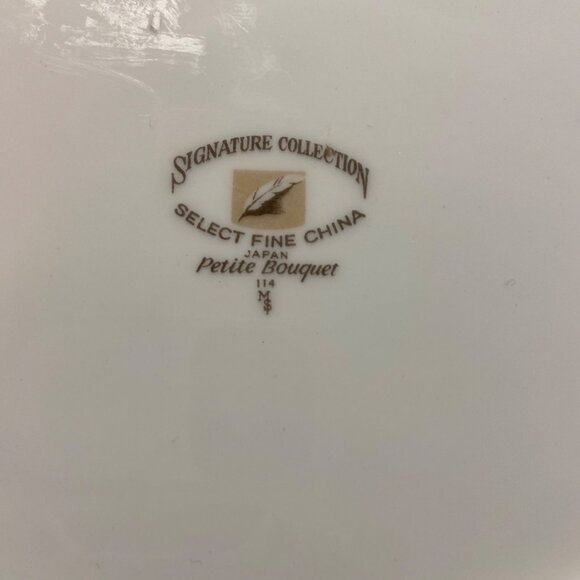 SIGNATURE COLLECTION
SELECT FINE CHINA
JAPAN
Petite Bouquet
114
M
S